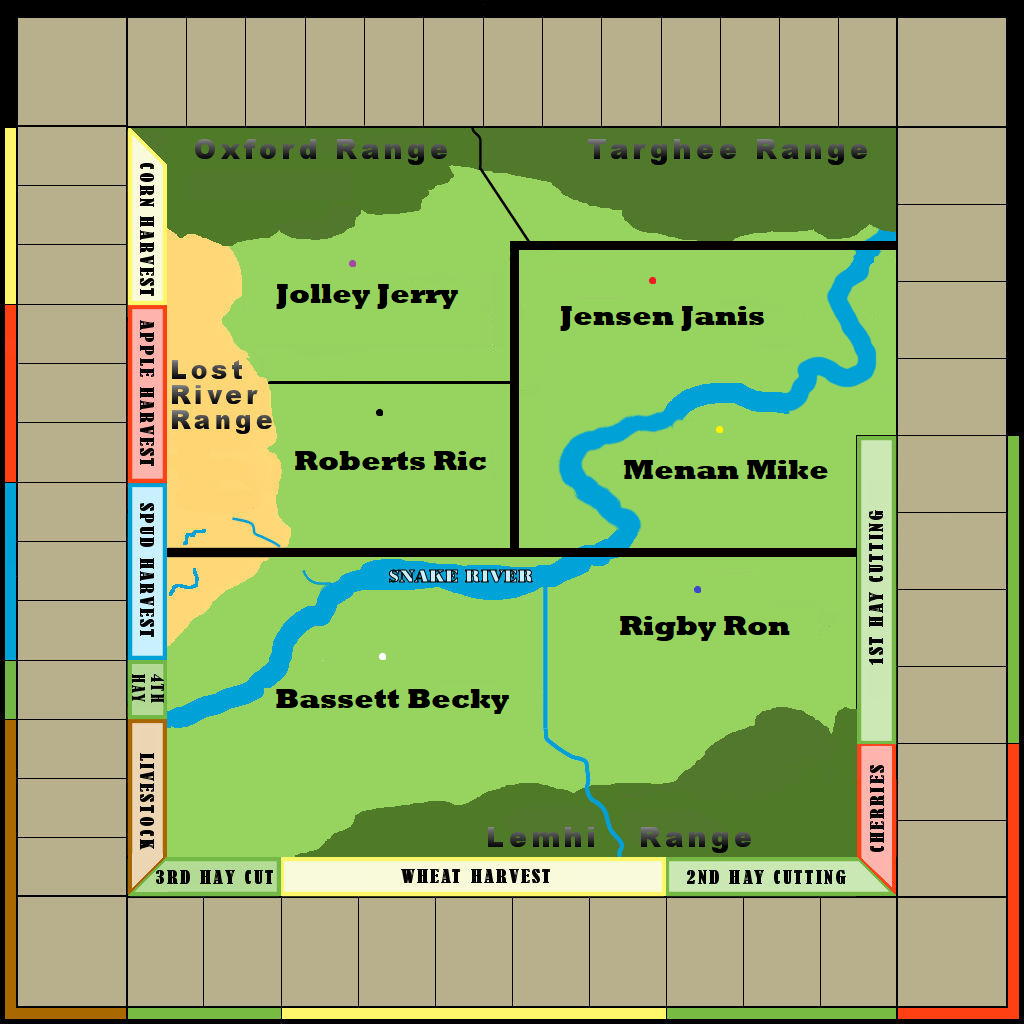 Oxford Range
Targhee Range
CORN HARVEST
Jolley Jerry
Jensen Janis
APPLE HARVEST
Lost
River
Range
Roberts Ric
Menan Mike
SPUD HARVEST
SNAKE RIVER
1ST HAY CUTTING
Rigby Ron
4TH
HAY
Bassett Becky
LIVESTOCK
CHERRIES
Lemhi Range
3RD HAY CUT
WHEAT HARVEST
2ND HAY CUTTING